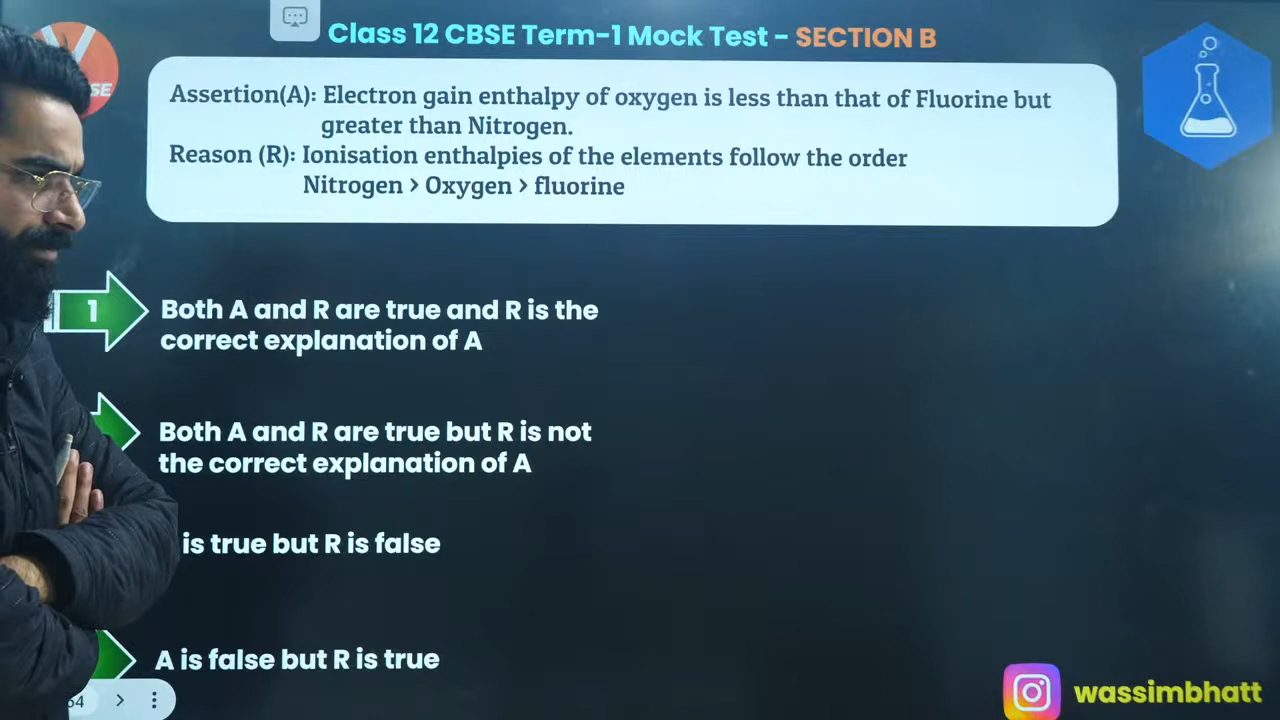 Class 12 CBSE Term-1 Mock Test - SECTION B
SE
Assertion(A): Electron gain enthalpy of oxygen is less than that of Fluorine but
greater than Nitrogen.
Reason (R): Ionisation enthalpies of the elements follow the order
Nitrogen > Oxygen > fluorine
1
Both A and R are true and R is the
correct explanation of A
Both A and R are true but R is not
the correct explanation of A
is true but R is false
A is false but R is true
64
wassimbhatt